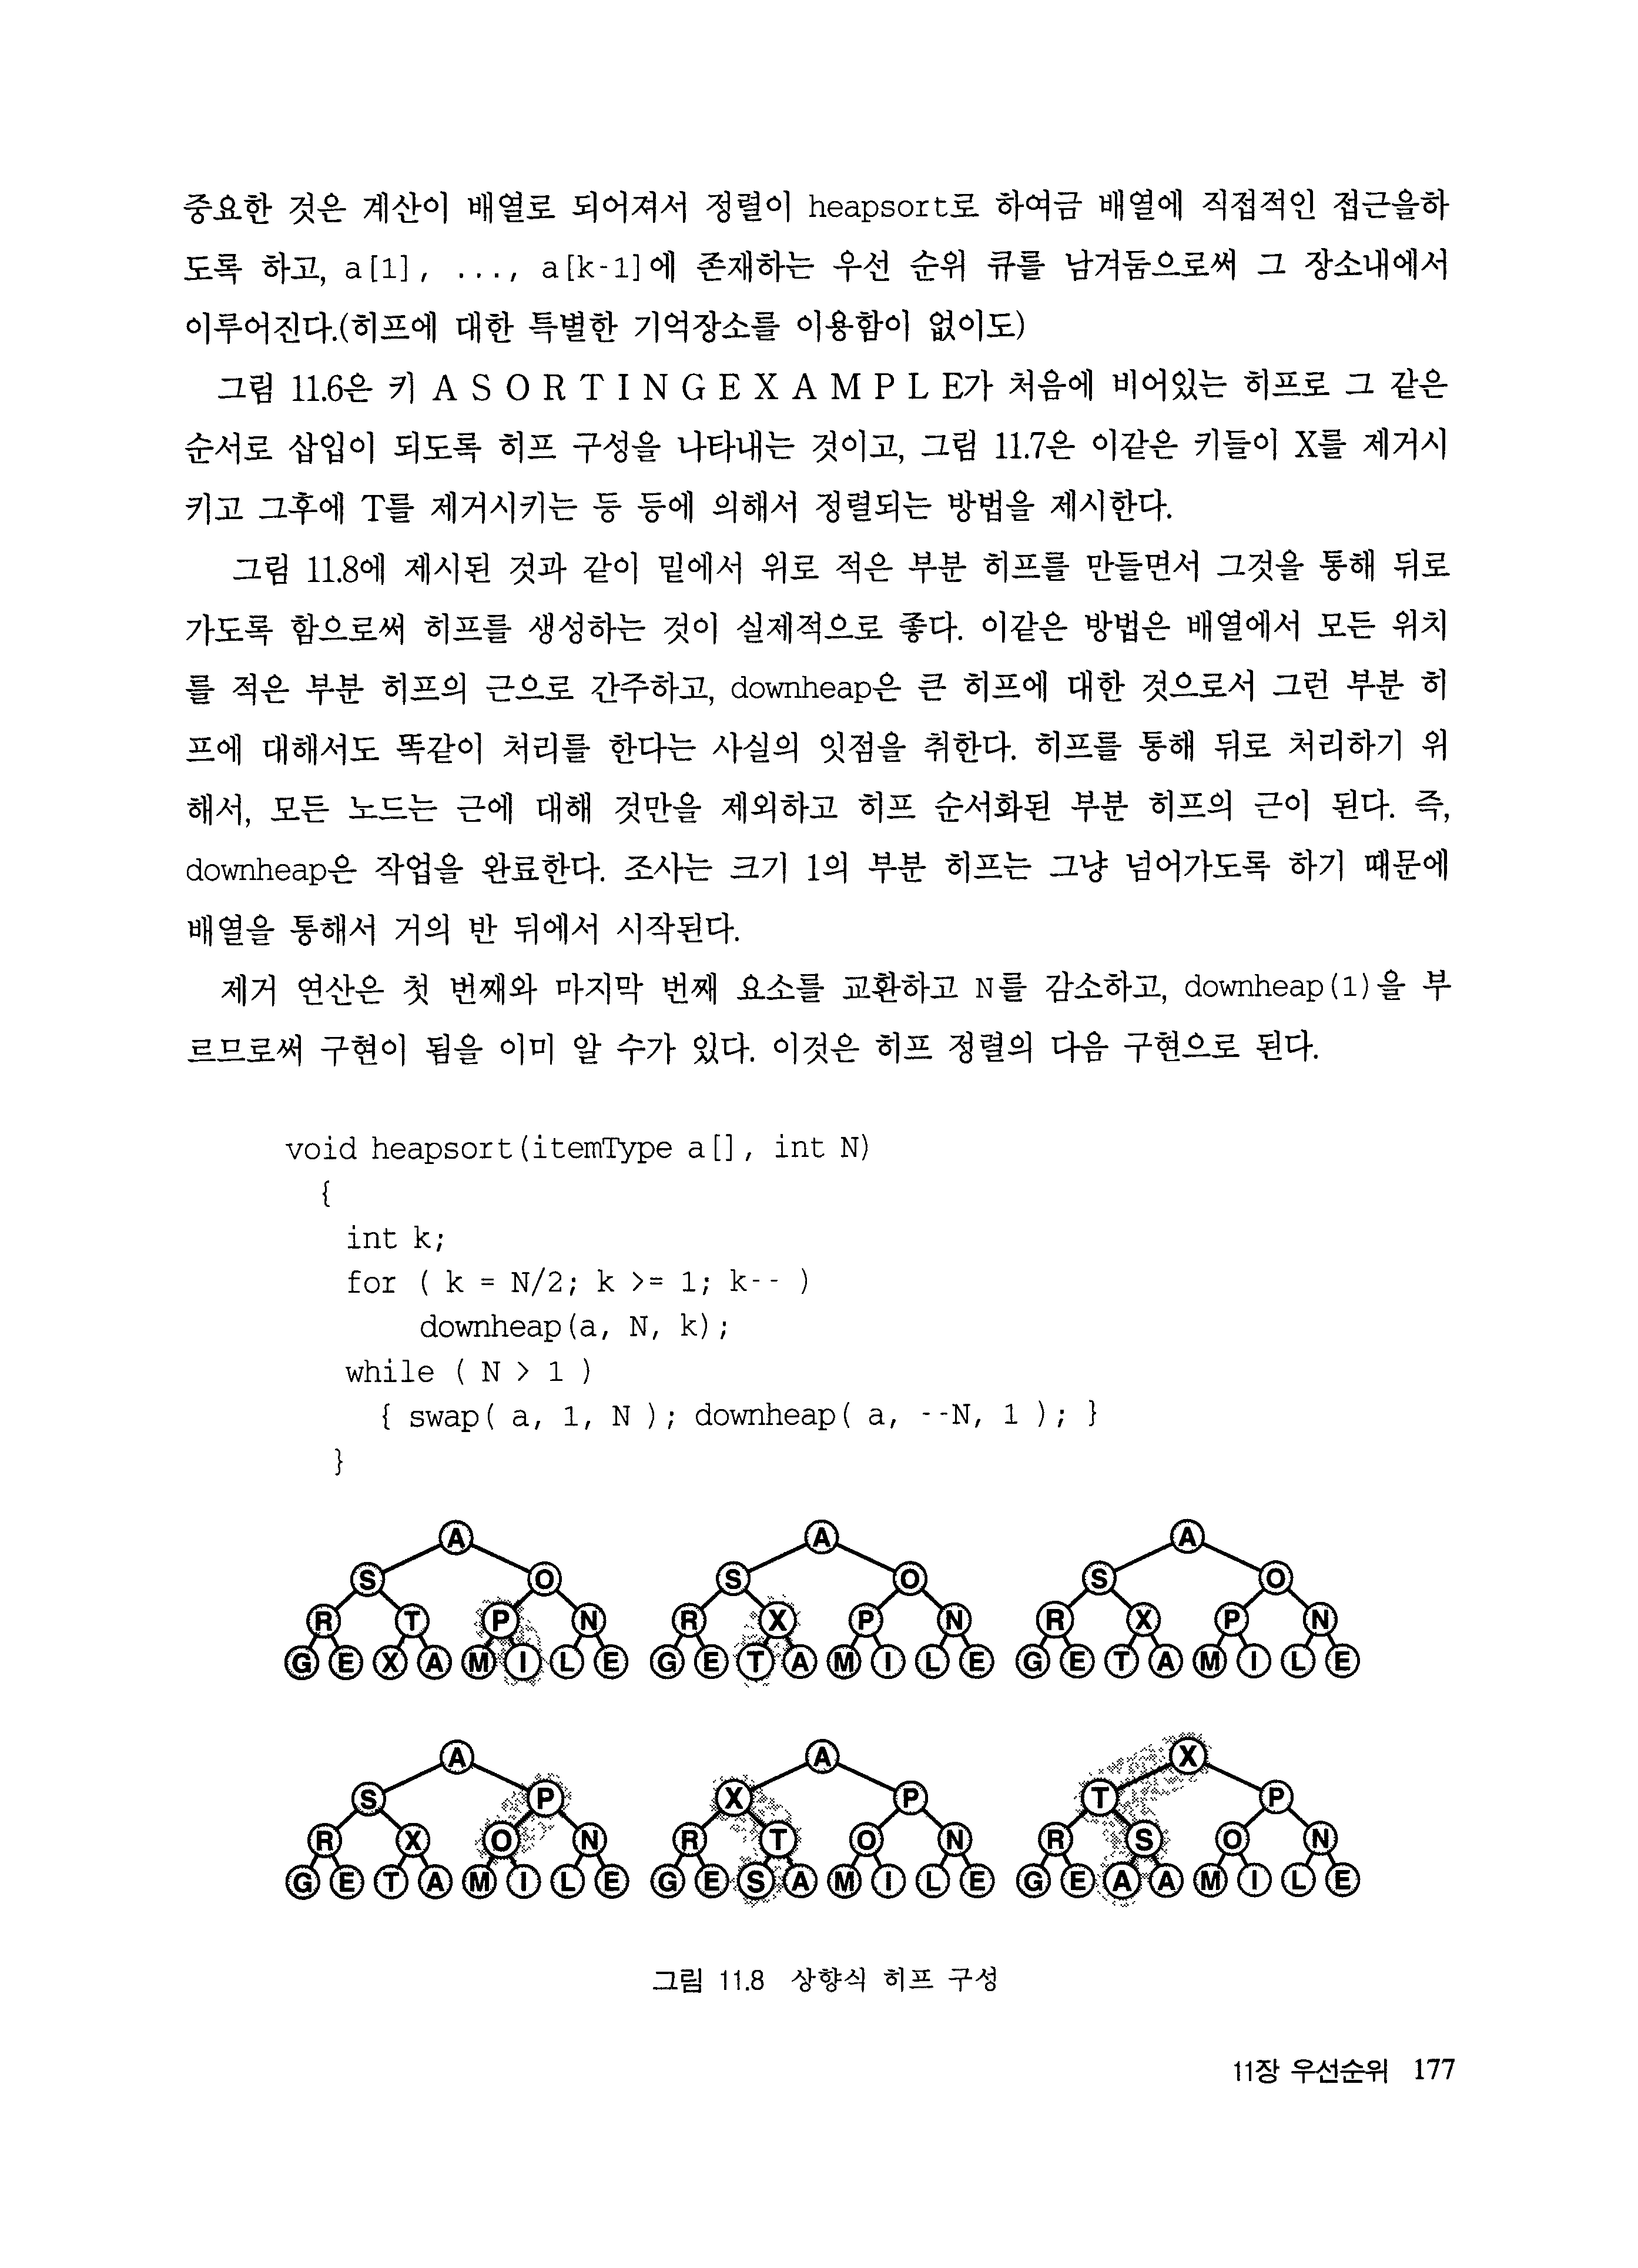 중요한 것은 계산이 배열로 되어져서 정렬이 heapsort로 하여금 배열에 직접적인 접근을하
도록 하고, a[1], ..., a[k-1]에 존재하는 우선 순위 큐를 남겨둠으로써 그 장소내에서
이루어진다.(히프에 대한 특별한 기억장소를 이용함이 없이도)
그림 11.6은 키 A S O R T I N G E X A M P L E가 처음에 비어있는 히프로 그 같은
순서로 삽입이 되도록 히프 구성을 나타내는 것이고, 그림 11.7은 이같은 키들이 X를 제거시
키고 그후에 T를 제거시키는 등 등에 의해서 정렬되는 방법을 제시한다.
그림 11.8에 제시된 것과 같이 밑에서 위로 적은 부분 히프를 만들면서 그것을 통해 뒤로
가도록 함으로써 히프를 생성하는 것이 실제적으로 좋다. 이같은 방법은 배열에서 모든 위치
를 적은 부분 히프의 근으로 간주하고, downheap은 큰 히프에 대한 것으로서 그런 부분 히
프에 대해서도 똑같이 처리를 한다는 사실의 잇점을 취한다. 히프를 통해 뒤로 처리하기 위
해서, 모든 노드는 근에 대해 것만을 제외하고 히프 순서화된 부분 히프의 근이 된다. 즉,
downheap은 작업을 완료한다. 조사는 크기 1의 부분 히프는 그냥 넘어가도록 하기 때문에
배열을 통해서 거의 반 뒤에서 시작된다.
제거 연산은 첫 번째와 마지막 번째 요소를 교환하고 N를 감소하고, downheap(1)을 부
르므로써 구현이 됨을 이미 알 수가 있다. 이것은 히프 정렬의 다음 구현으로 된다.
void heapsort(itemType a[], int N)
{
int k;
for ( k = N/2; k >= 1; k-- )
downheap(a, N, k);
while ( N > 1 )
{ swap( a, 1, N ); downheap( a, --N, 1 ); }
}
A A A
S O S O S O
R T P N R X P N R X P N
G E X A M I L E G E T A M I L E G E T A M I L E
A A X
S P X P T P
R X O N R T O N R S O N
G E T A M I L E G E S A M I L E G E A A M I L E
그림 11.8 상향식 히프 구성
11장 우선순위 177